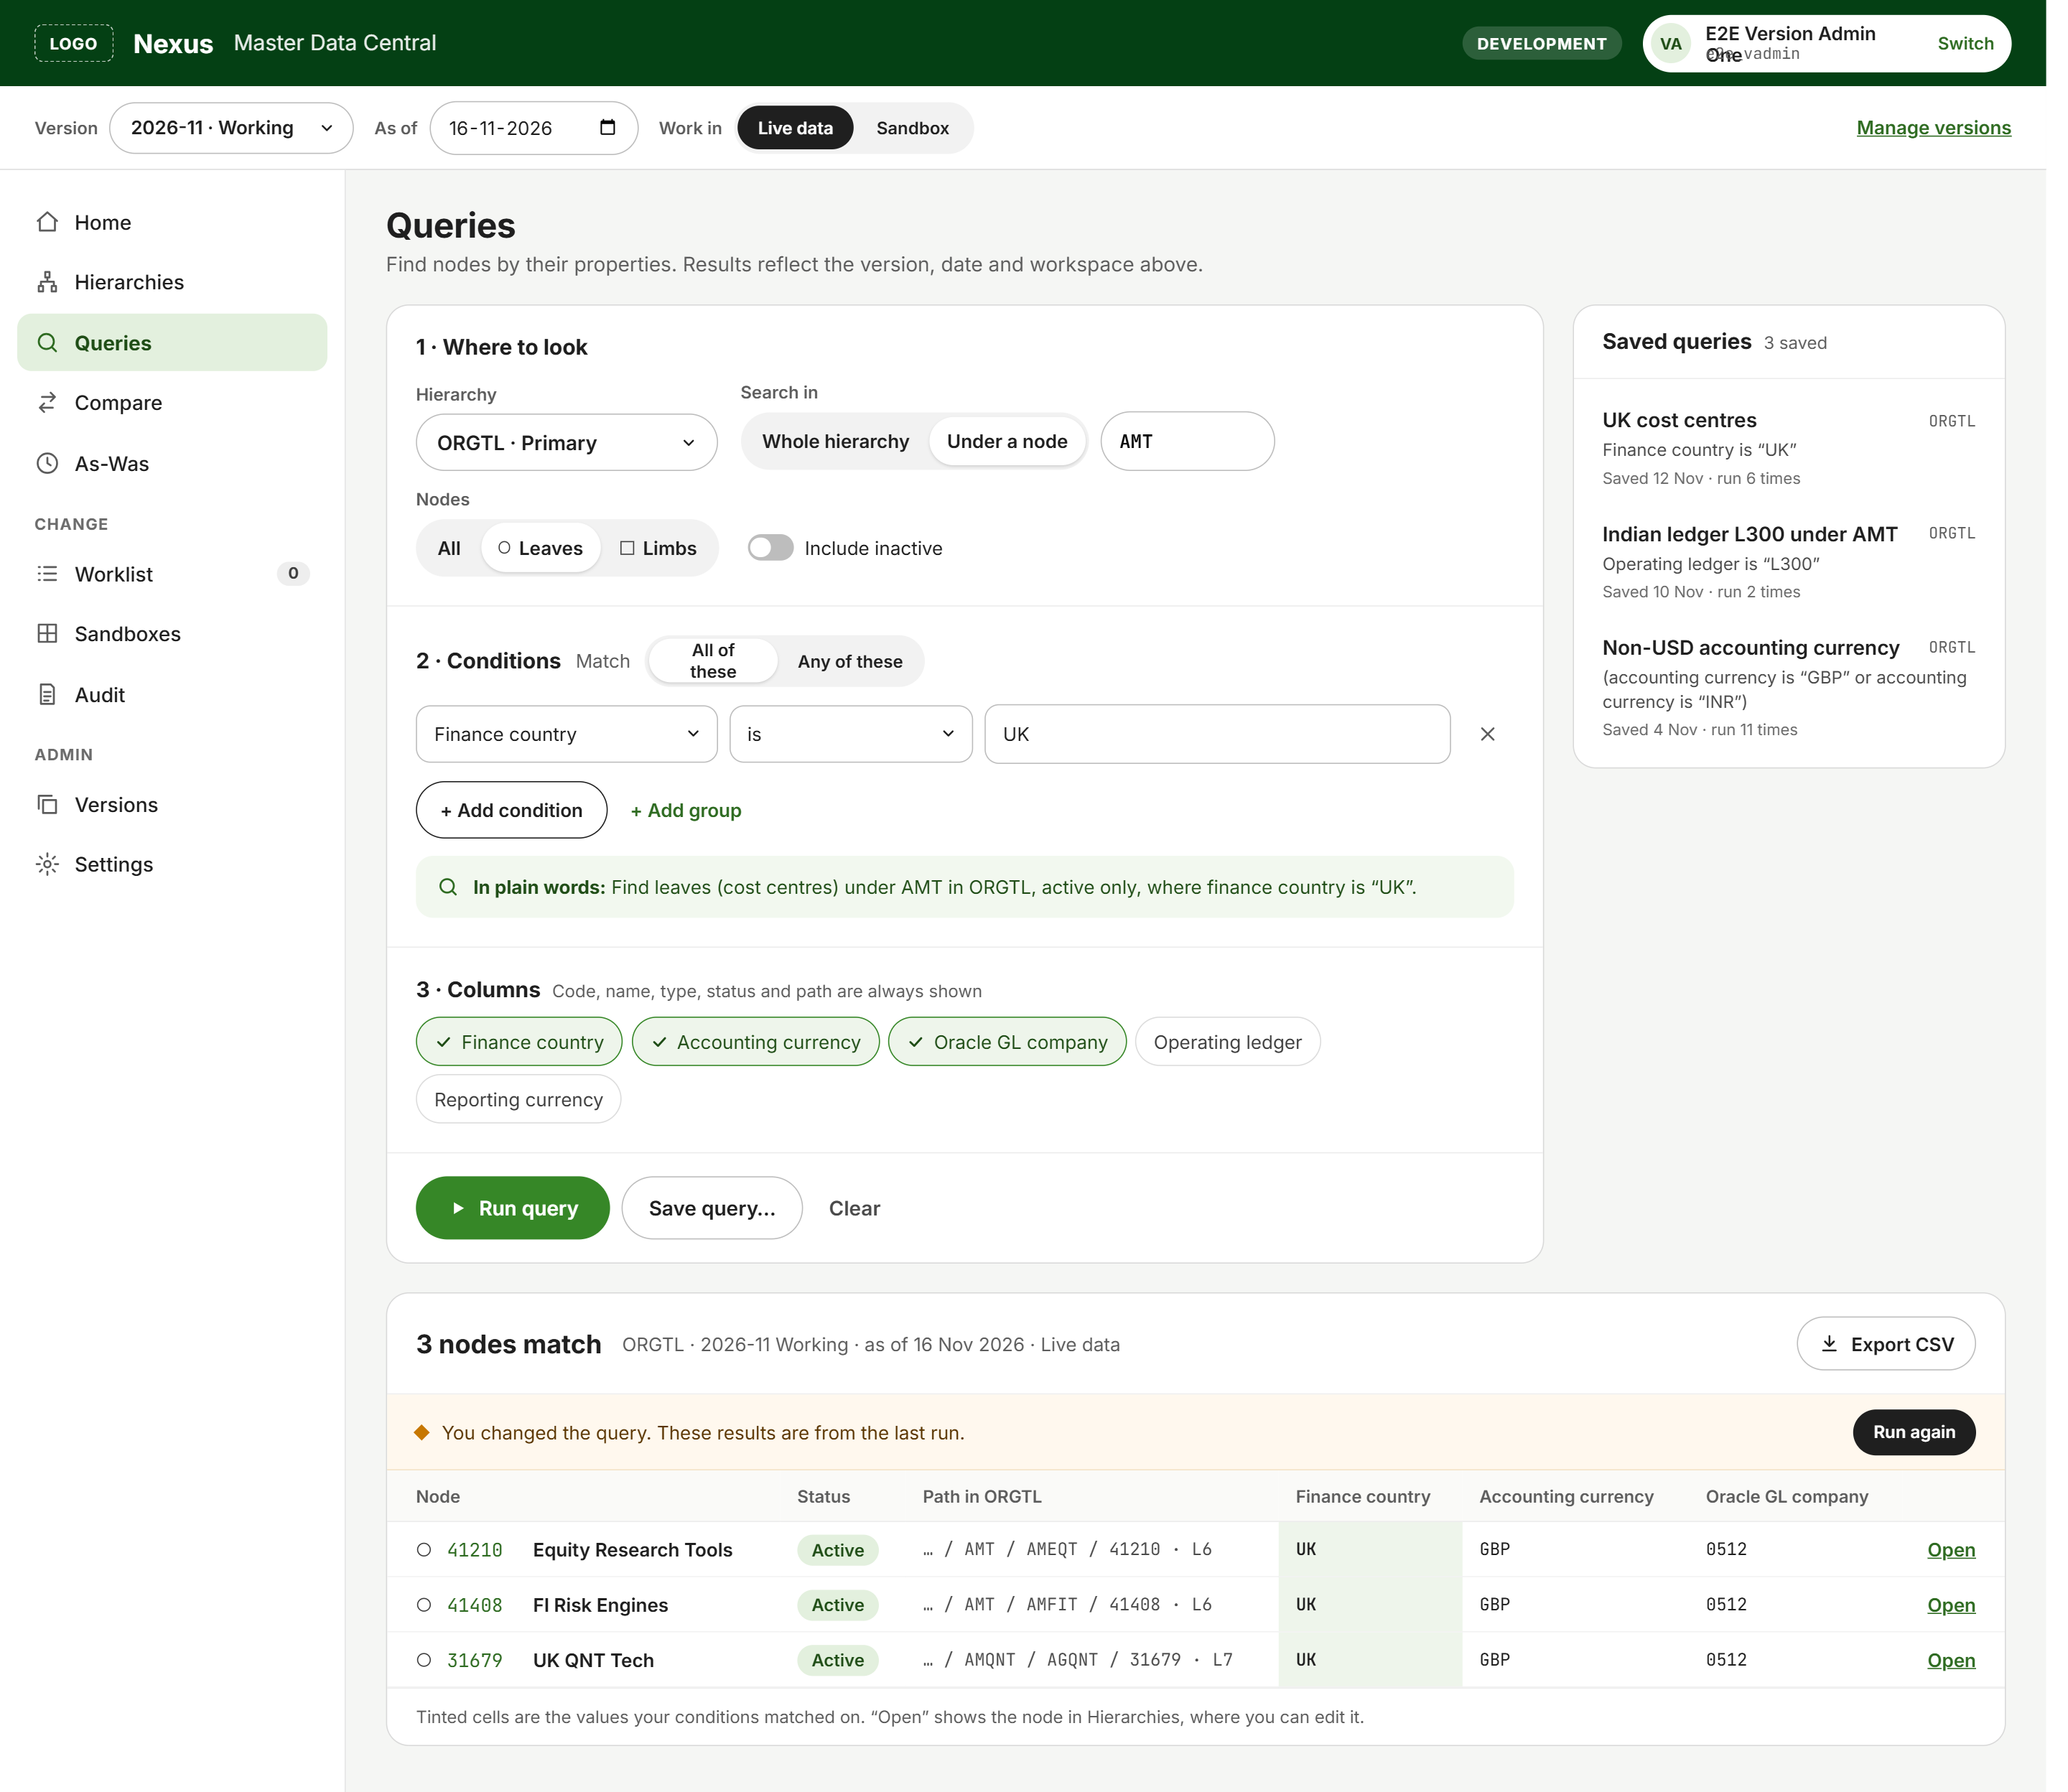 LOGO Nexus Master Data Central DEVELOPMENT VA E2E Version Admin One e2e-vadmin Switch
Version 2026-11 · Working As of 16-11-2026 Work in Live data Sandbox Manage versions
Home
Hierarchies
Queries
Compare
As-Was
CHANGE
Worklist 0
Sandboxes
Audit
ADMIN
Versions
Settings
Queries
Find nodes by their properties. Results reflect the version, date and workspace above.
1 · Where to look
Hierarchy Search in
ORGTL · Primary Whole hierarchy Under a node AMT
Nodes
All Leaves Limbs Include inactive
2 · Conditions Match All of these Any of these
Finance country is UK
+ Add condition + Add group
In plain words: Find leaves (cost centres) under AMT in ORGTL, active only, where finance country is “UK”.
3 · Columns Code, name, type, status and path are always shown
Finance country Accounting currency Oracle GL company Operating ledger
Reporting currency
Run query Save query... Clear
Saved queries 3 saved
UK cost centres ORGTL
Finance country is “UK”
Saved 12 Nov · run 6 times
Indian ledger L300 under AMT ORGTL
Operating ledger is “L300”
Saved 10 Nov · run 2 times
Non-USD accounting currency ORGTL
(accounting currency is “GBP” or accounting
currency is “INR”)
Saved 4 Nov · run 11 times
3 nodes match ORGTL · 2026-11 Working · as of 16 Nov 2026 · Live data Export CSV
You changed the query. These results are from the last run. Run again
Node Status Path in ORGTL Finance country Accounting currency Oracle GL company
41210 Equity Research Tools Active … / AMT / AMEQT / 41210 · L6 UK GBP 0512 Open
41408 FI Risk Engines Active … / AMT / AMFIT / 41408 · L6 UK GBP 0512 Open
31679 UK QNT Tech Active … / AMQNT / AGQNT / 31679 · L7 UK GBP 0512 Open
Tinted cells are the values your conditions matched on. “Open” shows the node in Hierarchies, where you can edit it.